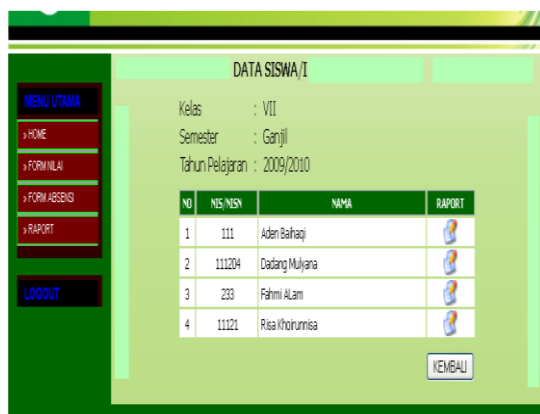 DATA SISWA/I
MENU UTAMA
» HOME
» FORM NILAI
» FORM ABSENSI
» RAPORT
LOGOUT
Kelas : VII
Semester : Ganjil
Tahun Pelajaran : 2009/2010
NO NIS/NISN NAMA RAPORT
1 111 Aden Baihaqi
2 111204 Dadang Mulyana
3 233 Fahmi ALam
4 11121 Risa Khoirunnisa
KEMBALI